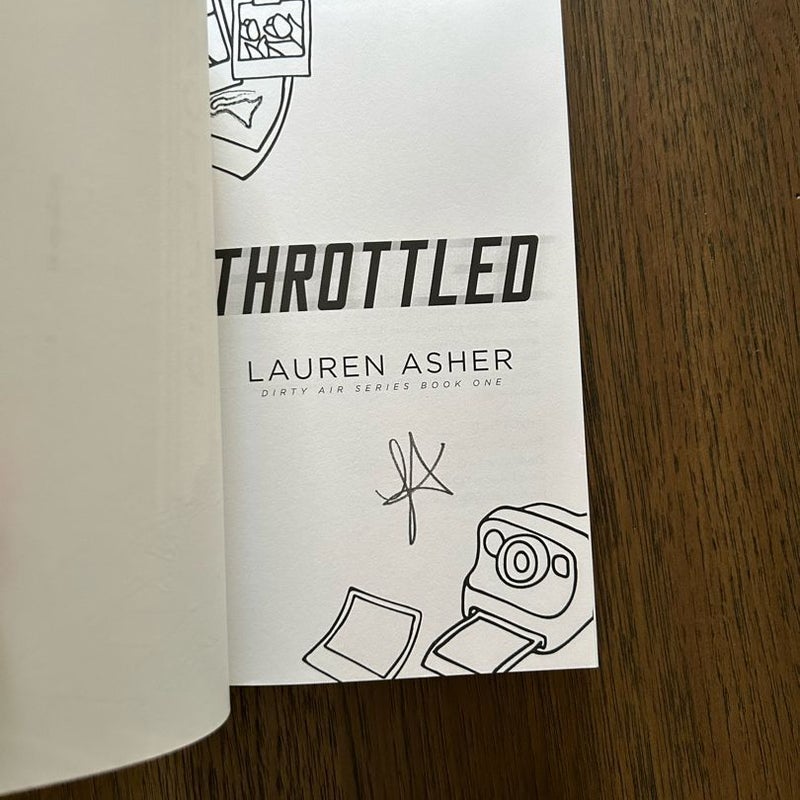 THROTTLED
LAUREN ASHER
DIRTY AIR SERIES BOOK ONE